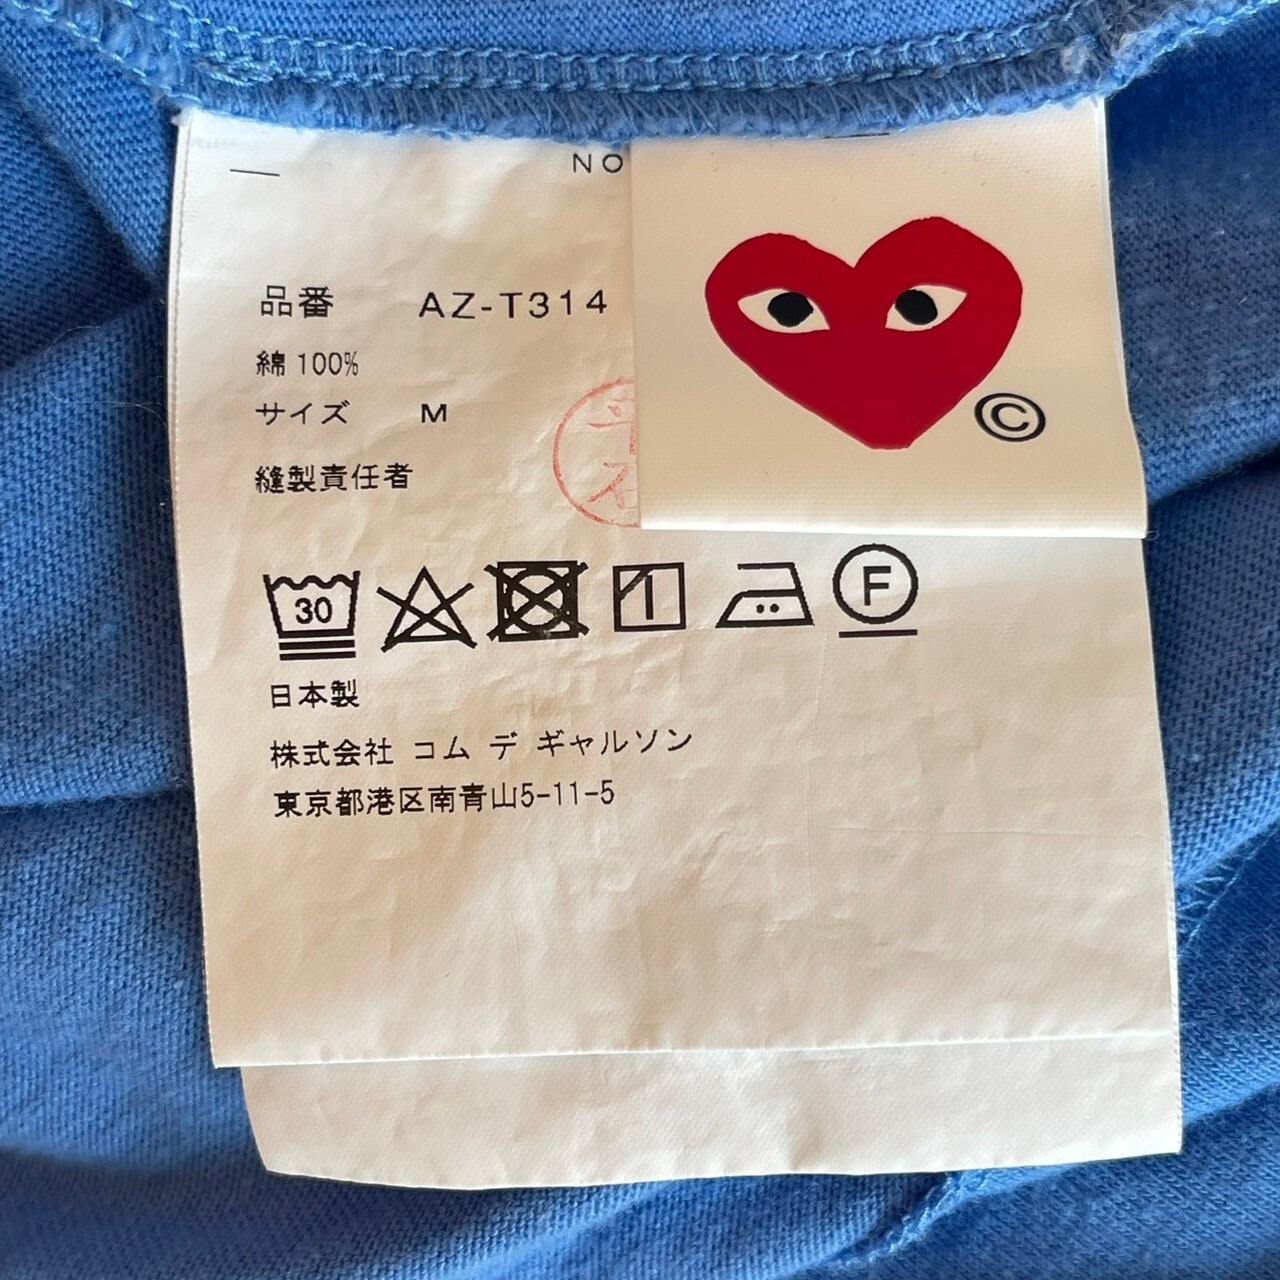 NO
品番 AZ-T314
綿 100%
サイズ M
縫製責任者
30 F
日本製
株式会社 コム デ ギャルソン
東京都港区南青山5-11-5
©